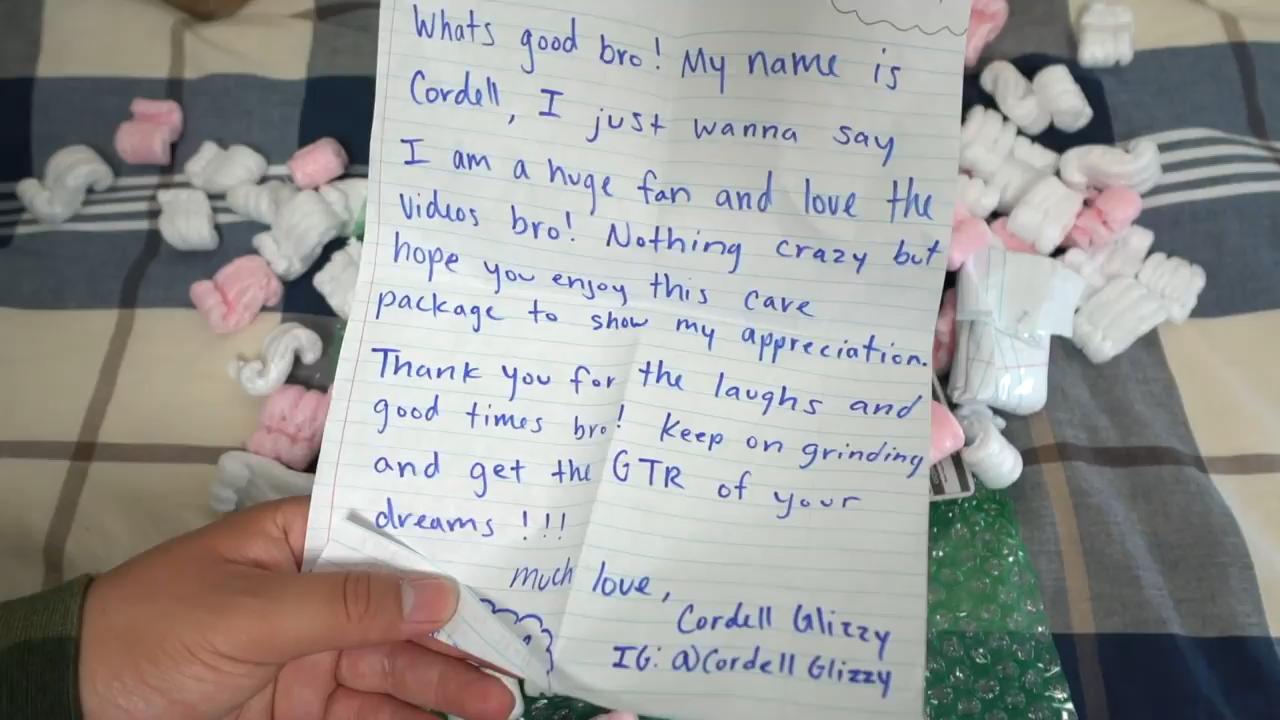 Whats good bro! My name is
Cordell, I just wanna say
I am a huge fan and love the
videos bro! Nothing crazy but
hope you enjoy this care
package to show my appreciation.
Thank you for the laughs and
good times bro! Keep on grinding
and get the GTR of your
dreams !!!
much love,
Cordell Glizzy
IG: @Cordell Glizzy